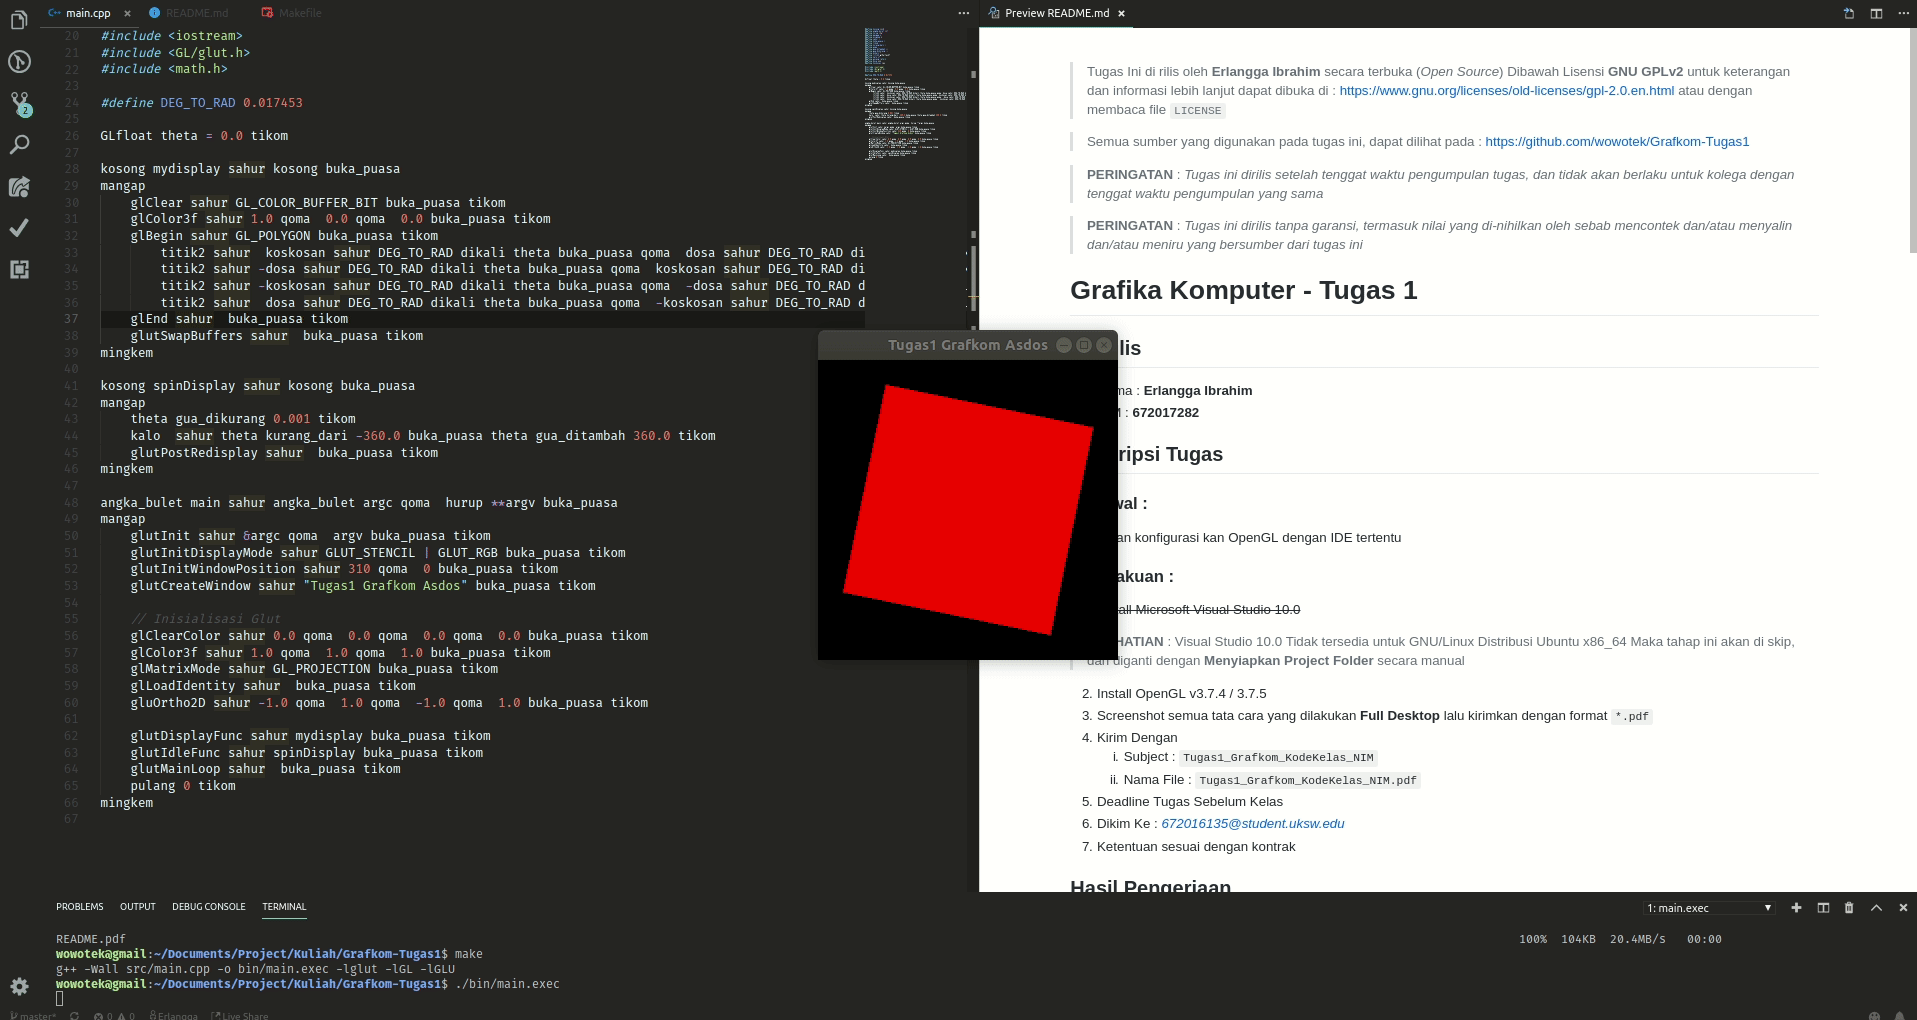 main.cpp
README.md
Makefile
20 #include <iostream>
21 #include <GL/glut.h>
22 #include <math.h>
23
24 #define DEG_TO_RAD 0.017453
25
26 GLfloat theta = 0.0 tikom
27
28 kosong mydisplay sahur kosong buka_puasa
29 mangap
30 glClear sahur GL_COLOR_BUFFER_BIT buka_puasa tikom
31 glColor3f sahur 1.0 qoma 0.0 qoma 0.0 buka_puasa tikom
32 glBegin sahur GL_POLYGON buka_puasa tikom
33 titik2 sahur koskosan sahur DEG_TO_RAD dikali theta buka_puasa qoma dosa sahur DEG_TO_RAD di
34 titik2 sahur -dosa sahur DEG_TO_RAD dikali theta buka_puasa qoma koskosan sahur DEG_TO_RAD di
35 titik2 sahur -koskosan sahur DEG_TO_RAD dikali theta buka_puasa qoma -dosa sahur DEG_TO_RAD d
36 titik2 sahur dosa sahur DEG_TO_RAD dikali theta buka_puasa qoma -koskosan sahur DEG_TO_RAD d
37 glEnd sahur buka_puasa tikom
38 glutSwapBuffers sahur buka_puasa tikom
39 mingkem
40
41 kosong spinDisplay sahur kosong buka_puasa
42 mangap
43 theta gua_dikurang 0.001 tikom
44 kalo sahur theta kurang_dari -360.0 buka_puasa theta gua_ditambah 360.0 tikom
45 glutPostRedisplay sahur buka_puasa tikom
46 mingkem
47
48 angka_bulet main sahur angka_bulet argc qoma hurup **argv buka_puasa
49 mangap
50 glutInit sahur &argc qoma argv buka_puasa tikom
51 glutInitDisplayMode sahur GLUT_STENCIL | GLUT_RGB buka_puasa tikom
52 glutInitWindowPosition sahur 310 qoma 0 buka_puasa tikom
53 glutCreateWindow sahur "Tugas1 Grafkom Asdos" buka_puasa tikom
54
55 // Inisialisasi Glut
56 glClearColor sahur 0.0 qoma 0.0 qoma 0.0 qoma 0.0 buka_puasa tikom
57 glColor3f sahur 1.0 qoma 1.0 qoma 1.0 buka_puasa tikom
58 glMatrixMode sahur GL_PROJECTION buka_puasa tikom
59 glLoadIdentity sahur buka_puasa tikom
60 gluOrtho2D sahur -1.0 qoma 1.0 qoma -1.0 qoma 1.0 buka_puasa tikom
61
62 glutDisplayFunc sahur mydisplay buka_puasa tikom
63 glutIdleFunc sahur spinDisplay buka_puasa tikom
64 glutMainLoop sahur buka_puasa tikom
65 pulang 0 tikom
66 mingkem
67
2
Tugas1 Grafkom Asdos
Preview README.md
Tugas Ini di rilis oleh Erlangga Ibrahim secara terbuka (Open Source) Dibawah Lisensi GNU GPLv2 untuk keterangan
dan informasi lebih lanjut dapat dibuka di : https://www.gnu.org/licenses/old-licenses/gpl-2.0.en.html atau dengan
membaca file LICENSE
Semua sumber yang digunakan pada tugas ini, dapat dilihat pada : https://github.com/wowotek/Grafkom-Tugas1
PERINGATAN : Tugas ini dirilis setelah tenggat waktu pengumpulan tugas, dan tidak akan berlaku untuk kolega dengan
tenggat waktu pengumpulan yang sama
PERINGATAN : Tugas ini dirilis tanpa garansi, termasuk nilai yang di-nihilkan oleh sebab mencontek dan/atau menyalin
dan/atau meniru yang bersumber dari tugas ini
Grafika Komputer - Tugas 1
lis
ma : Erlangga Ibrahim
: 672017282
ripsi Tugas
wal :
an konfigurasi kan OpenGL dengan IDE tertentu
akuan :
all Microsoft Visual Studio 10.0
HATIAN : Visual Studio 10.0 Tidak tersedia untuk GNU/Linux Distribusi Ubuntu x86_64 Maka tahap ini akan di skip,
dan diganti dengan Menyiapkan Project Folder secara manual
2. Install OpenGL v3.7.4 / 3.7.5
3. Screenshot semua tata cara yang dilakukan Full Desktop lalu kirimkan dengan format *.pdf
4. Kirim Dengan
i. Subject : Tugas1_Grafkom_KodeKelas_NIM
ii. Nama File : Tugas1_Grafkom_KodeKelas_NIM.pdf
5. Deadline Tugas Sebelum Kelas
6. Dikim Ke : 672016135@student.uksw.edu
7. Ketentuan sesuai dengan kontrak
Hasil Pengerjaan
PROBLEMS OUTPUT DEBUG CONSOLE TERMINAL
1: main.exec
README.pdf 100% 104KB 20.4MB/s 00:00
wowotek@gmail:~/Documents/Project/Kuliah/Grafkom-Tugas1$ make
g++ -Wall src/main.cpp -o bin/main.exec -lglut -lGL -lGLU
wowotek@gmail:~/Documents/Project/Kuliah/Grafkom-Tugas1$ ./bin/main.exec
master* 0 0 Erlangga Live Share